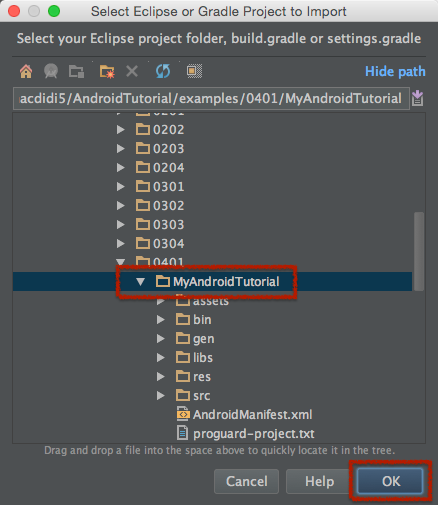 Select Eclipse or Gradle Project to Import
Select your Eclipse project folder, build.gradle or settings.gradle
Hide path
acdidi5/AndroidTutorial/examples/0401/MyAndroidTutorial
0201
0202
0203
0204
0301
0302
0303
0304
0401
MyAndroidTutorial
assets
bin
gen
libs
res
src
AndroidManifest.xml
proguard-project.txt
Drag and drop a file into the space above to quickly locate it in the tree.
Cancel
Help
OK